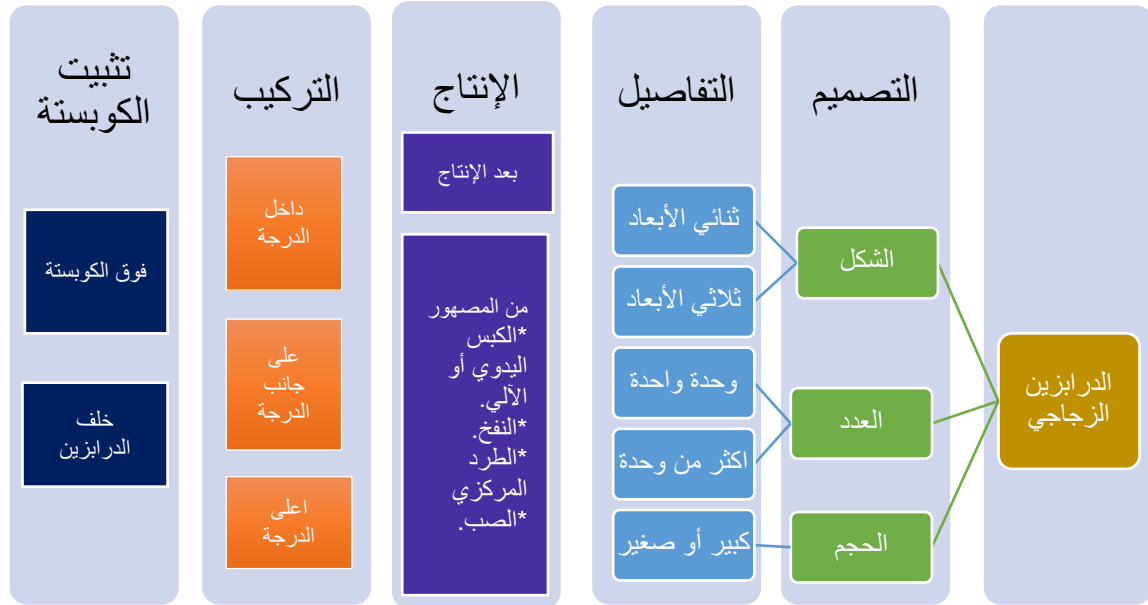 الدرابزين
الزجاجي
التصميم
الشكل
العدد
الحجم
التفاصيل
ثنائي الأبعاد
ثلاثي الأبعاد
وحدة واحدة
اكثر من وحدة
كبير أو صغير
الإنتاج
بعد الإنتاج
من المصهور
*الكبس
اليدوي أو
الآلي.
*النفخ.
*الطرد
المركزي
*الصب.
التركيب
داخل
الدرجة
على
جانب
الدرجة
اعلى
الدرجة
تثبيت
الكوبستة
فوق الكوبستة
خلف
الدرابزين